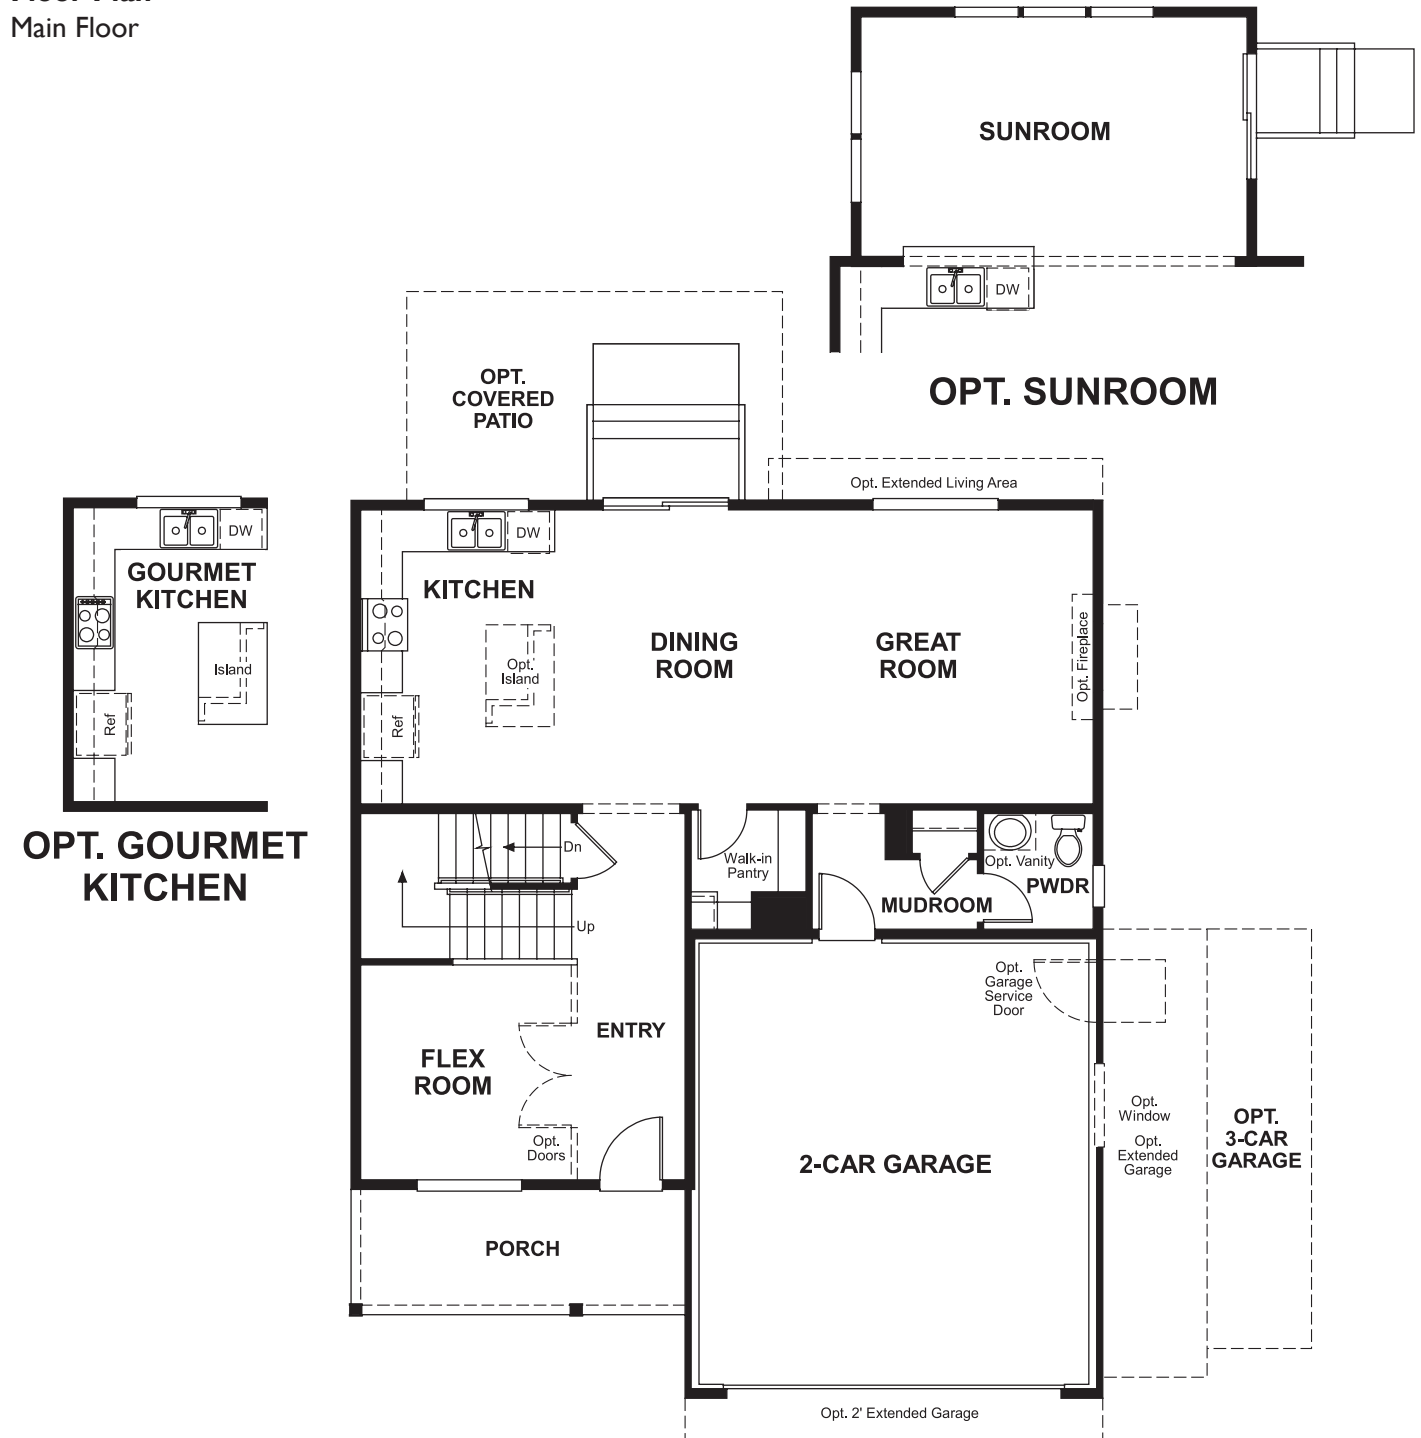 Floor Plan
Main Floor
SUNROOM
DW
OPT. SUNROOM
OPT.
COVERED
PATIO
Opt. Extended Living Area
DW
GOURMET
KITCHEN
Island
Ref
OPT. GOURMET
KITCHEN
DW
KITCHEN
Opt.
Island
Ref
DINING
ROOM
GREAT
ROOM
Opt. Fireplace
Dn
Up
Walk-in
Pantry
MUDROOM
Opt. Vanity
PWDR
FLEX
ROOM
ENTRY
Opt.
Doors
PORCH
2-CAR GARAGE
Opt.
Garage
Service
Door
Opt.
Window
Opt.
Extended
Garage
OPT.
3-CAR
GARAGE
Opt. 2' Extended Garage